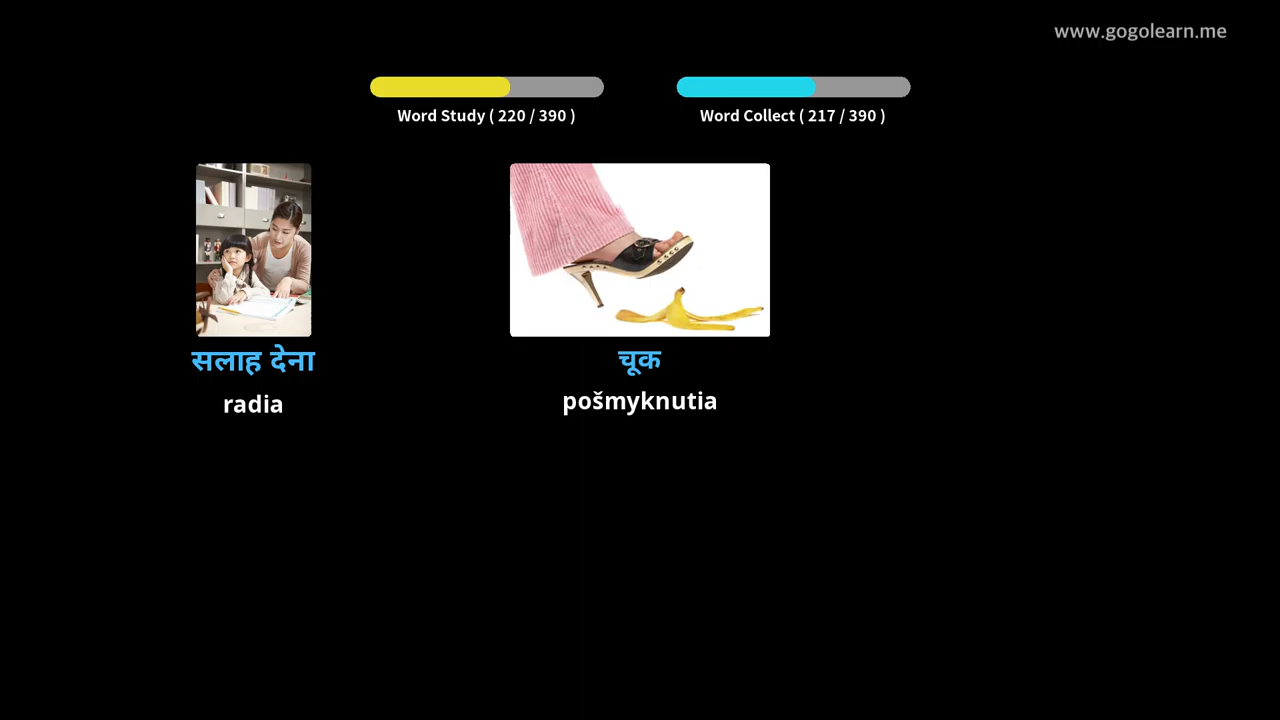 www.gogolearn.me
Word Study ( 220 / 390 )
Word Collect ( 217 / 390 )
सलाह देना
radia
चूक
pošmyknutia